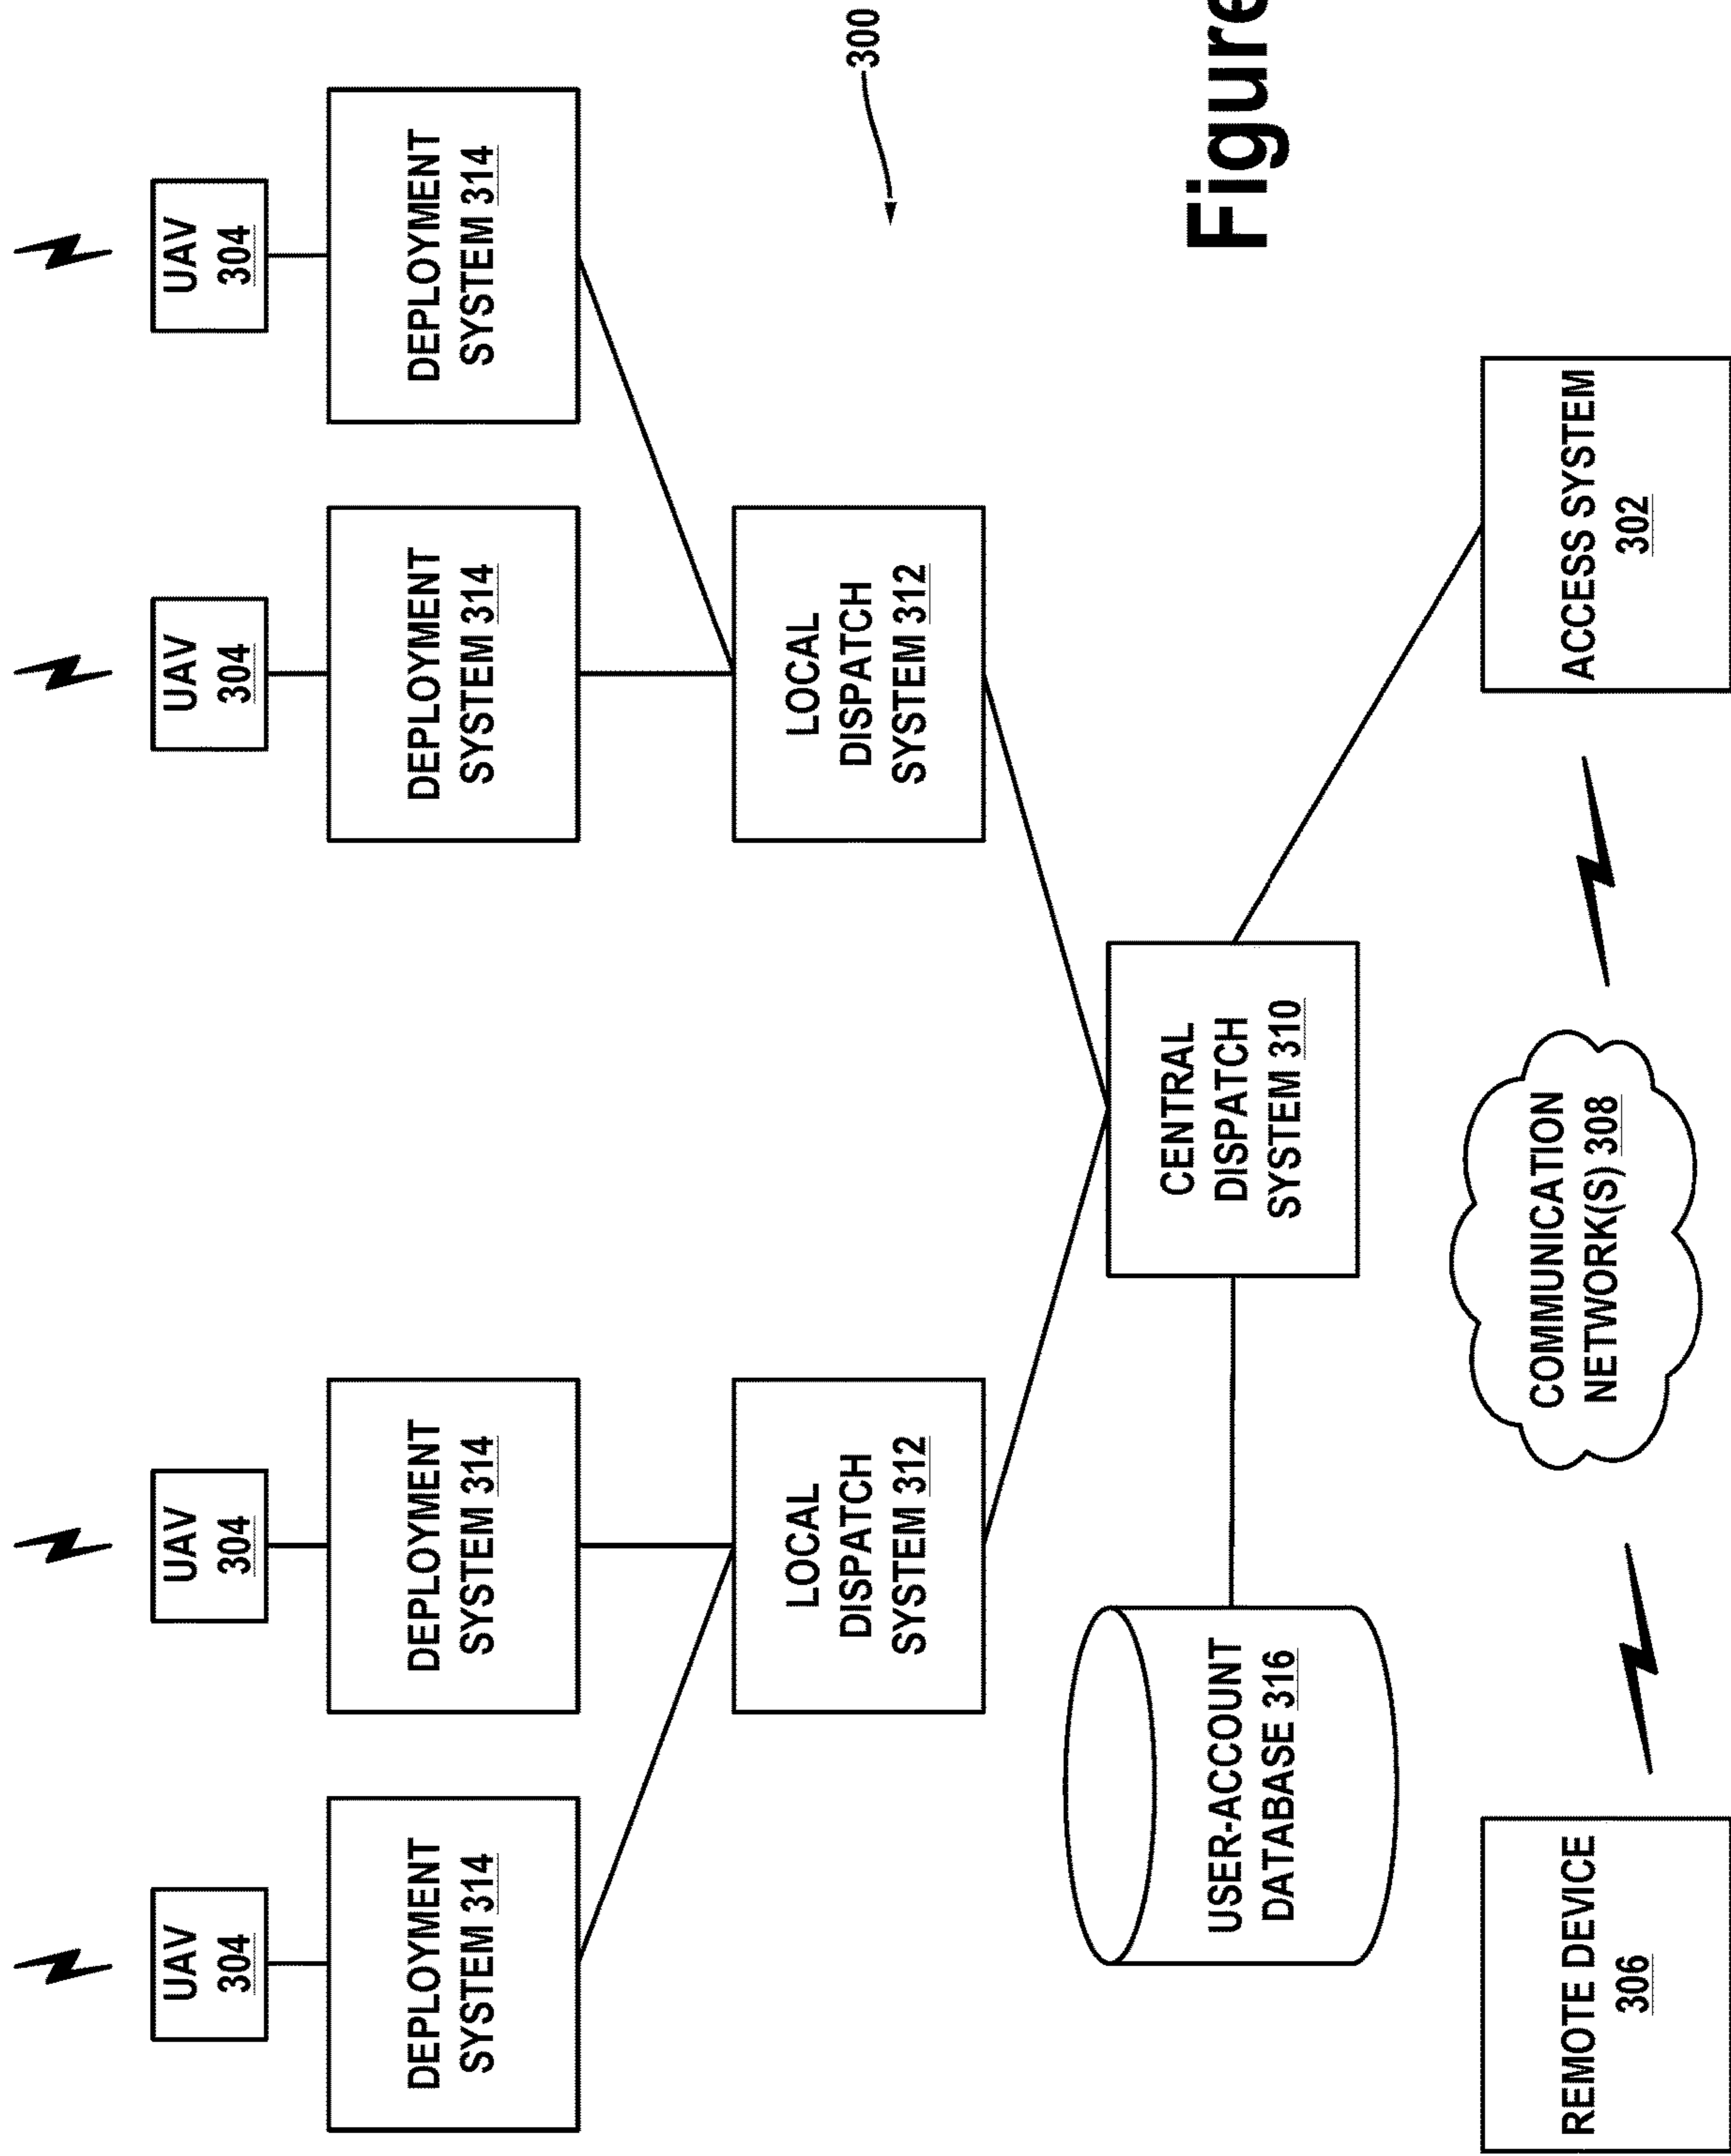 UAV
304
UAV
304
UAV
304
UAV
304
DEPLOYMENT
SYSTEM 314
DEPLOYMENT
SYSTEM 314
DEPLOYMENT
SYSTEM 314
DEPLOYMENT
SYSTEM 314
LOCAL
DISPATCH
SYSTEM 312
LOCAL
DISPATCH
SYSTEM 312
300
USER-ACCOUNT
DATABASE 316
CENTRAL
DISPATCH
SYSTEM 310
Figure
REMOTE DEVICE
306
COMMUNICATION
NETWORK(S) 308
ACCESS SYSTEM
302